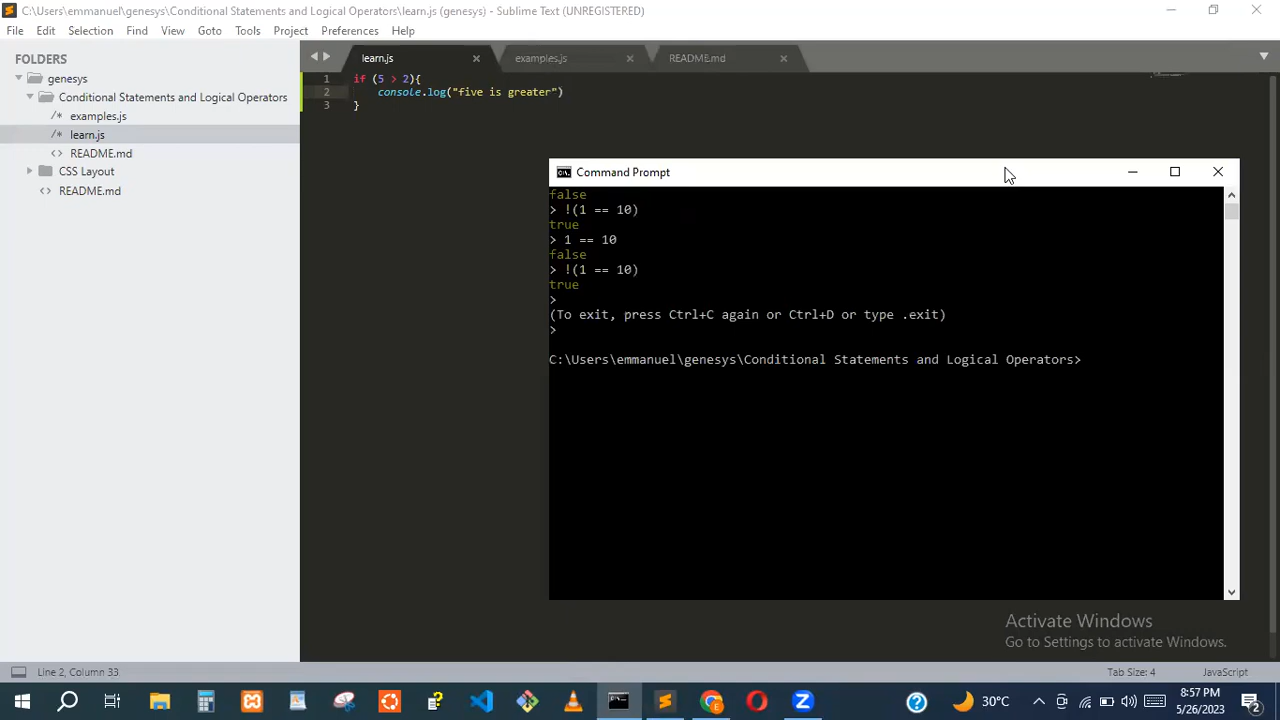 C:\Users\emmanuel\genesys\Conditional Statements and Logical Operators\learn.js (genesys) - Sublime Text (UNREGISTERED)
File Edit Selection Find View Goto Tools Project Preferences Help
FOLDERS
genesys
Conditional Statements and Logical Operators
/* examples.js
/* learn.js
<> README.md
CSS Layout
<> README.md
learn.js examples.js README.md
1 if (5 > 2){
2 console.log("five is greater")
3 }
Command Prompt
false
> !(1 == 10)
true
> 1 == 10
false
> !(1 == 10)
true
>
(To exit, press Ctrl+C again or Ctrl+D or type .exit)
>
C:\Users\emmanuel\genesys\Conditional Statements and Logical Operators>
Activate Windows
Go to Settings to activate Windows.
Line 2, Column 33 Tab Size: 4 JavaScript
30°C
8:57 PM
5/26/2023
2